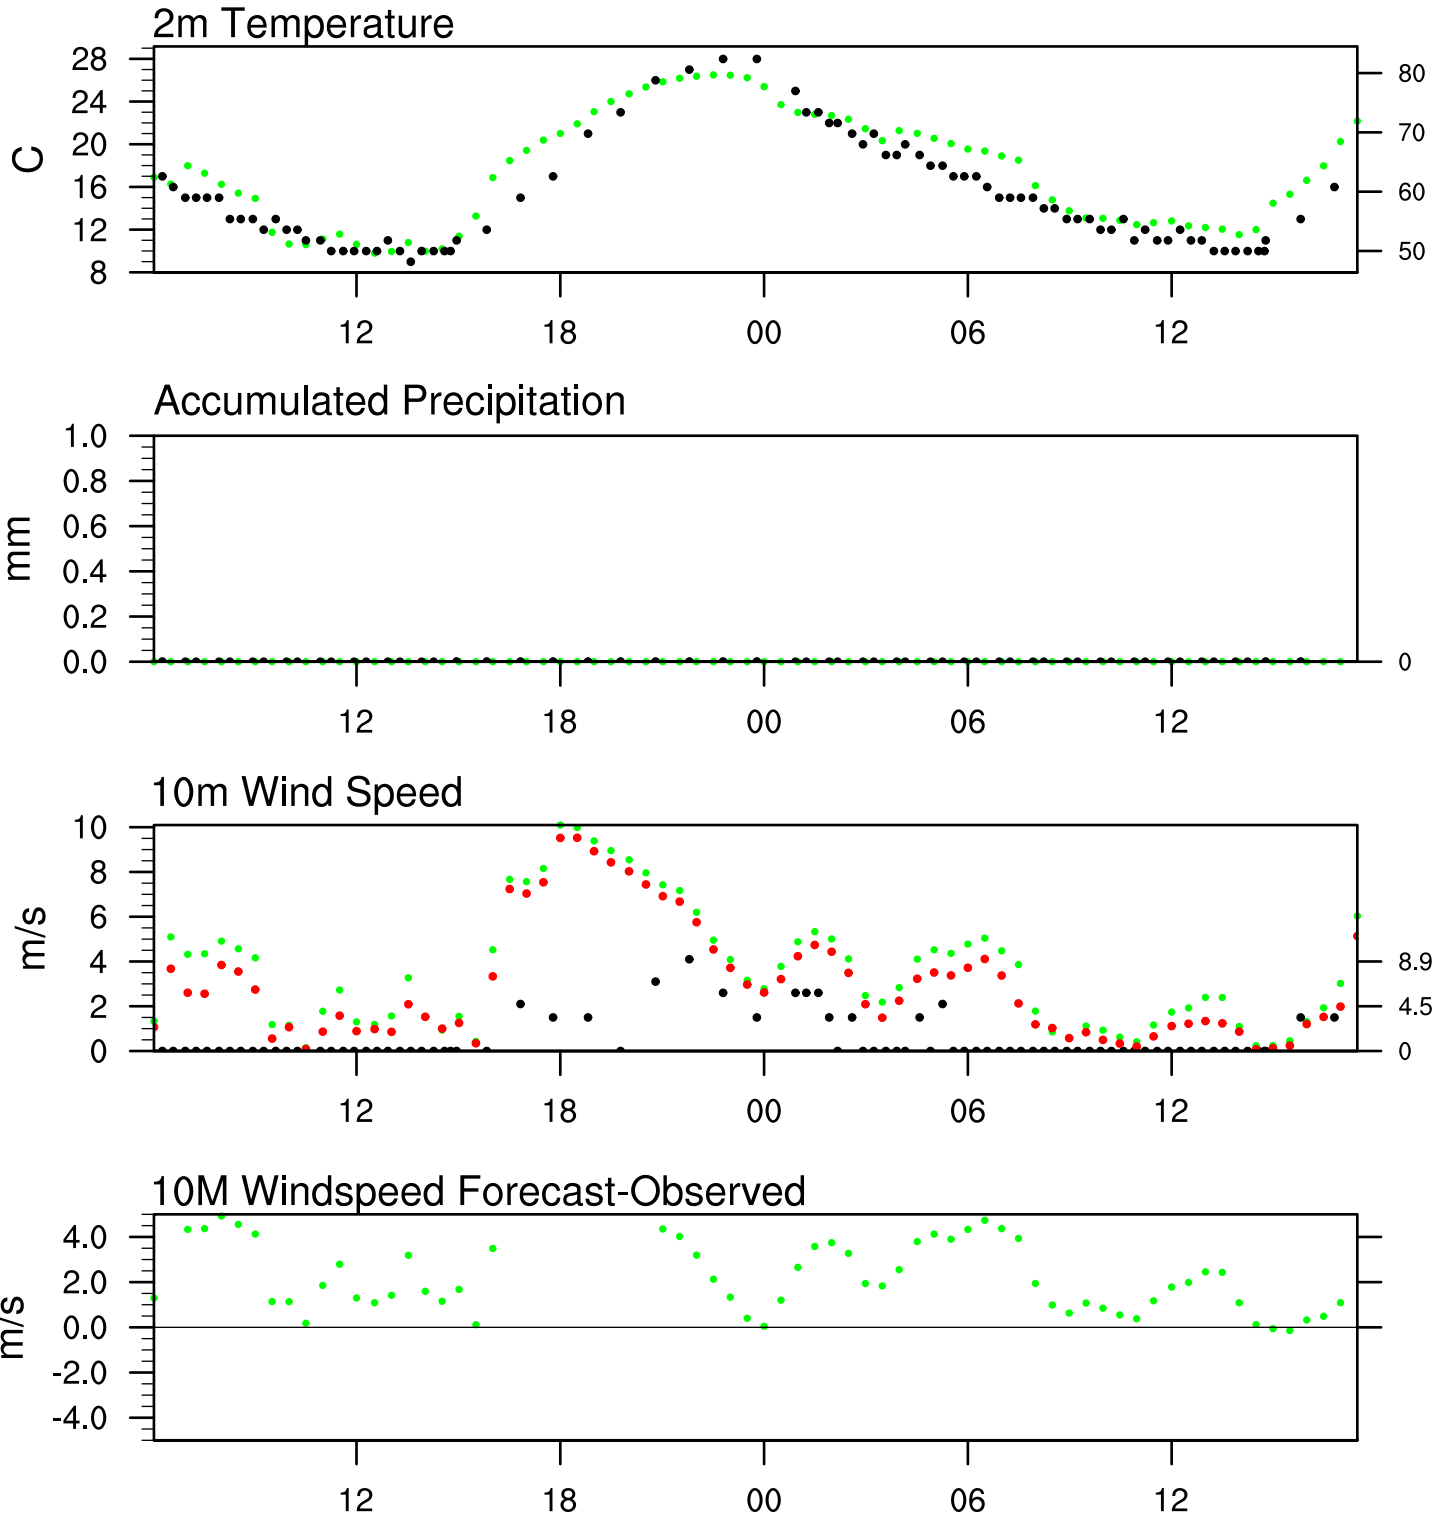 2m Temperature
28
24
20
16
12
8
C
80
70
60
50
12 18 00 06 12
Accumulated Precipitation
1.0
0.8
0.6
0.4
0.2
0.0
mm
0
12 18 00 06 12
10m Wind Speed
10
8
6
4
2
0
m/s
8.9
4.5
0
12 18 00 06 12
10M Windspeed Forecast-Observed
4.0
2.0
0.0
-2.0
-4.0
m/s
12 18 00 06 12